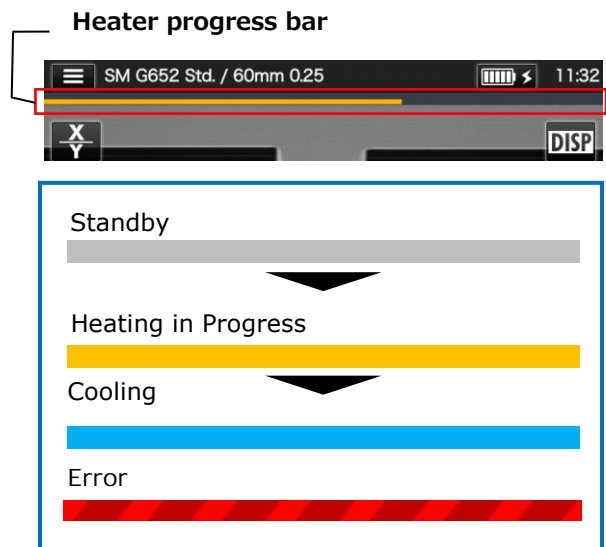 Heater progress bar
SM G652 Std. / 60mm 0.25
11:32
X
Y
DISP
Standby
Heating in Progress
Cooling
Error